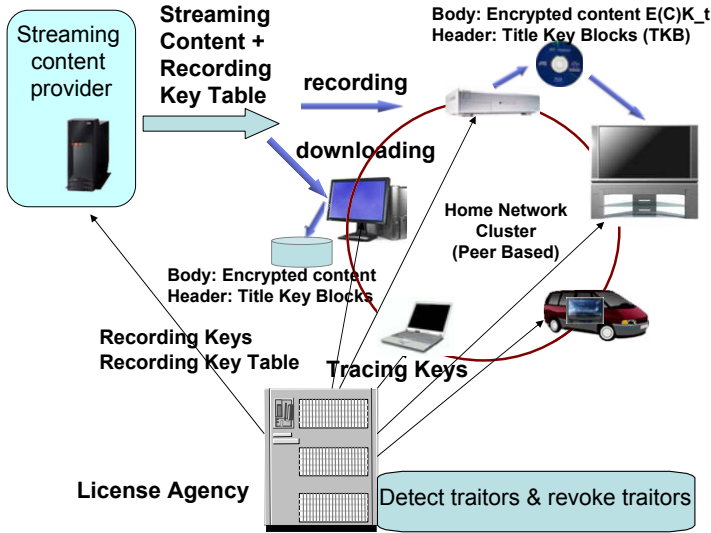 Streaming
content
provider
Streaming
Content +
Recording
Key Table
Body: Encrypted content E(C)K_t
Header: Title Key Blocks (TKB)
recording
downloading
Home Network
Cluster
(Peer Based)
Body: Encrypted content
Header: Title Key Blocks
Recording Keys
Recording Key Table
Tracing Keys
License Agency
Detect traitors & revoke traitors